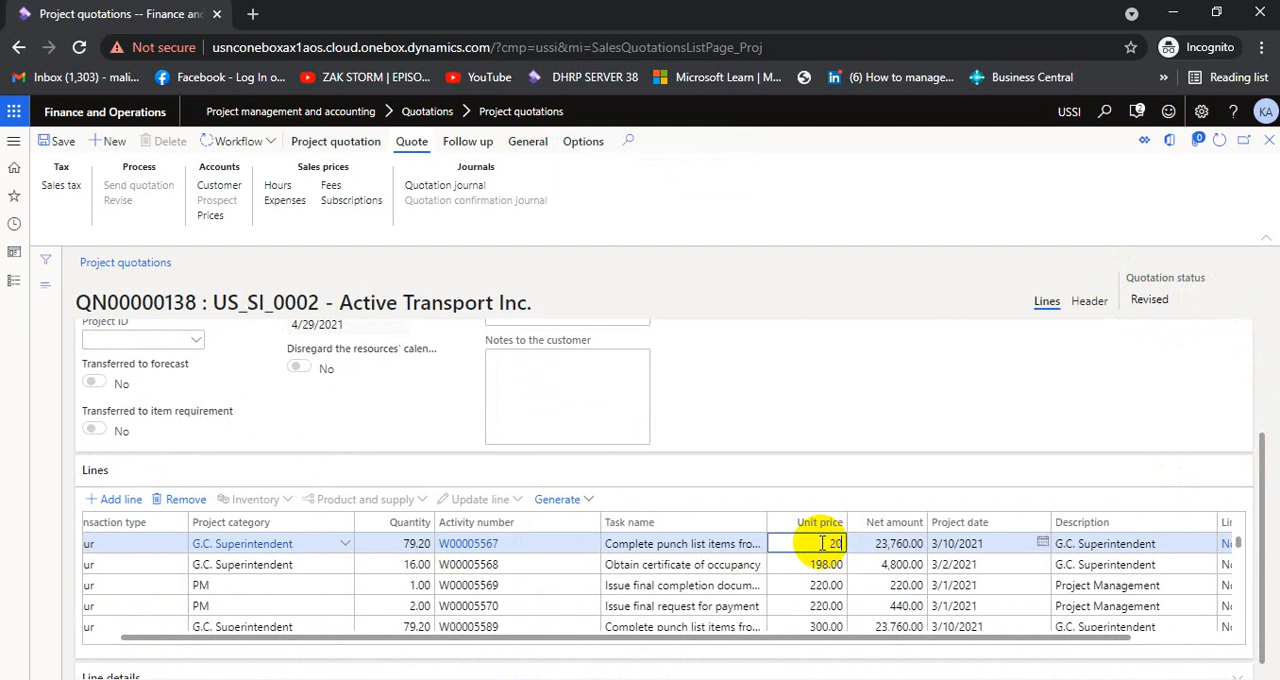 Project quotations -- Finance and
Not secure usnconeboxax1aos.cloud.onebox.dynamics.com/?cmp=ussi&mi=SalesQuotationsListPage_Proj Incognito
Inbox (1,303) - mali... Facebook - Log In o... ZAK STORM | EPISO... YouTube DHRP SERVER 38 Microsoft Learn | M... (6) How to manage... Business Central » Reading list
Finance and Operations Project management and accounting Quotations Project quotations USSI 2 ? KA
Save New Delete Workflow Project quotation Quote Follow up General Options 0
Tax Process Accounts Sales prices Journals
Sales tax Send quotation Customer Hours Fees Quotation journal
Revise Prospect Expenses Subscriptions Quotation confirmation journal
Prices
Project quotations
Quotation status
QN00000138 : US_SI_0002 - Active Transport Inc. Lines Header Revised
Project ID 4/29/2021
Notes to the customer
Disregard the resources' calen...
Transferred to forecast No
No
Transferred to item requirement
No
Lines
Add line Remove Inventory Product and supply Update line Generate
nsaction type Project category Quantity Activity number Task name Unit price Net amount Project date Description Li
ur G.C. Superintendent 79.20 W00005567 Complete punch list items fro... 20 23,760.00 3/10/2021 G.C. Superintendent
ur G.C. Superintendent 16.00 W00005568 Obtain certificate of occupancy 198.00 4,800.00 3/2/2021 G.C. Superintendent
ur PM 1.00 W00005569 Issue final completion docum... 220.00 220.00 3/1/2021 Project Management
ur PM 2.00 W00005570 Issue final request for payment 220.00 440.00 3/1/2021 Project Management
ur G.C. Superintendent 79.20 W00005589 Complete punch list items fro... 300.00 23,760.00 3/10/2021 G.C. Superintendent
Line details